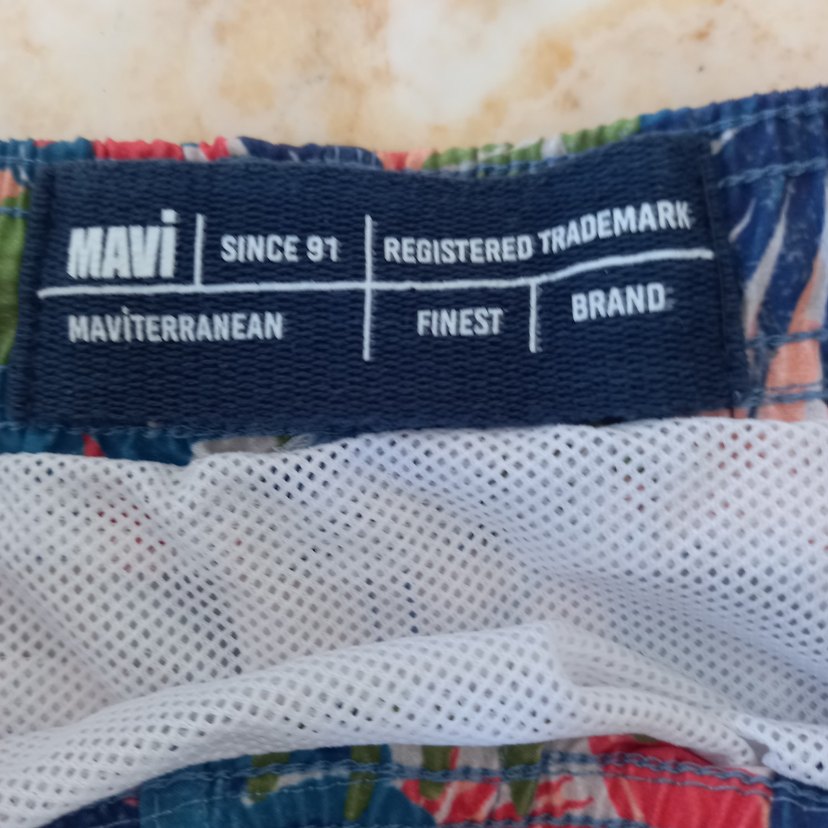 MAVi SINCE 91 REGISTERED TRADEMARK
MAViTERRANEAN FINEST BRAND